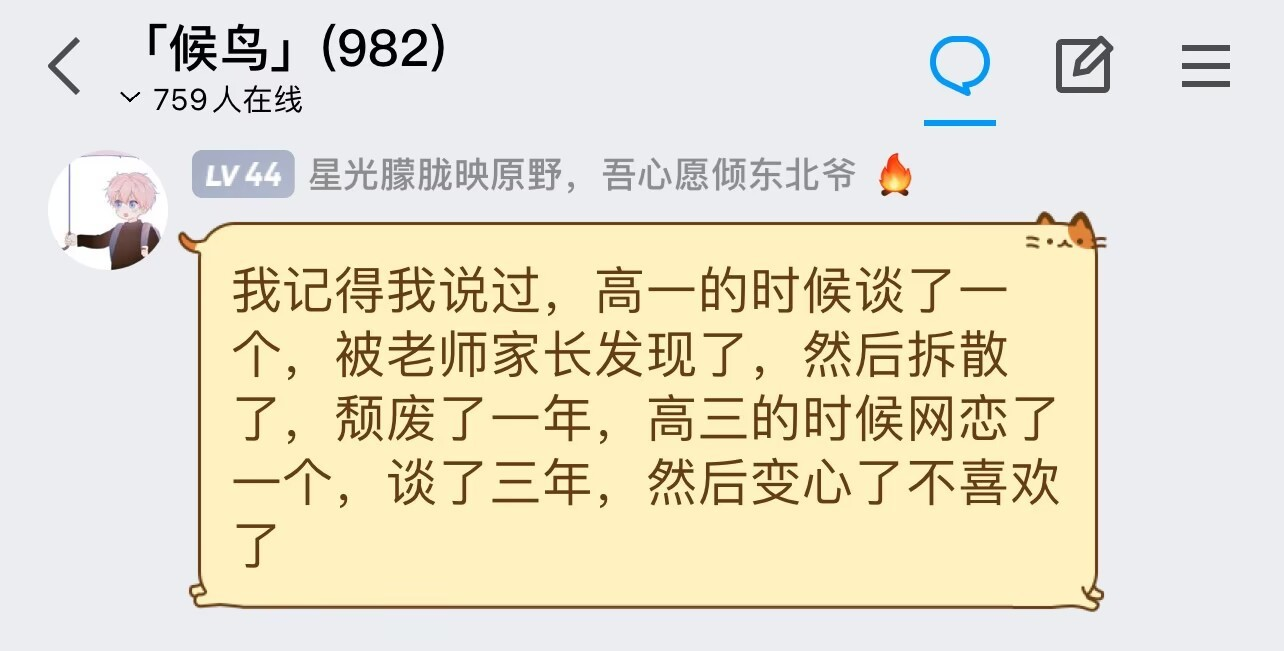 「候鸟」(982)
759人在线
LV 44 星光朦胧映原野，吾心愿倾东北爷
我记得我说过，高一的时候谈了一
个，被老师家长发现了，然后拆散
了，颓废了一年，高三的时候网恋了
一个，谈了三年，然后变心了不喜欢
了